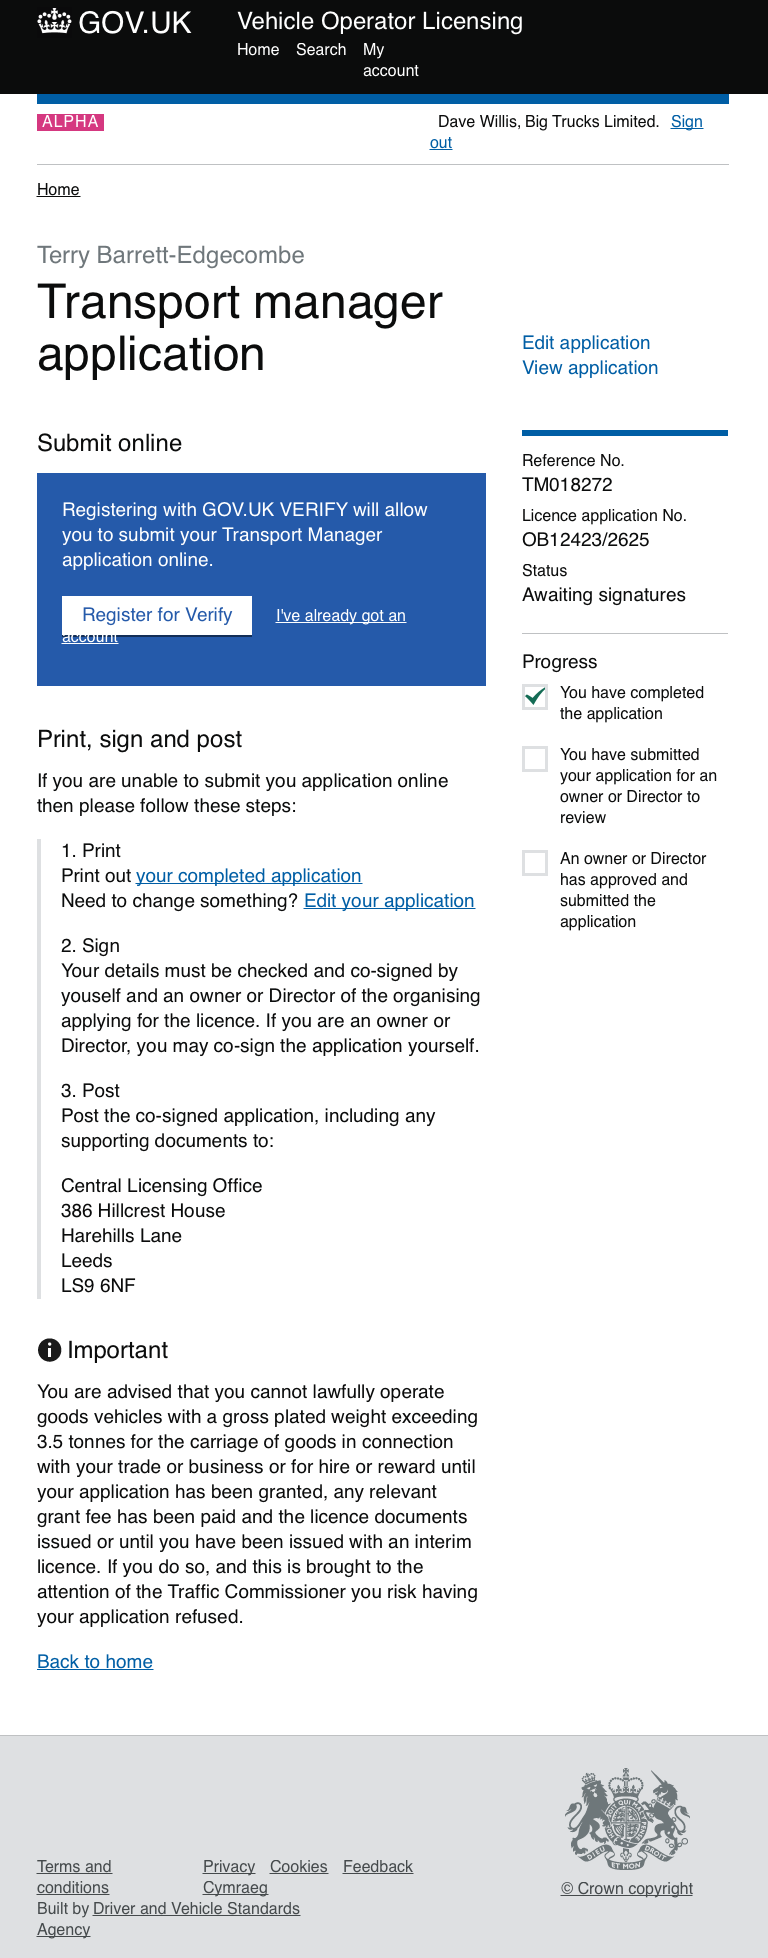 GOV.UK
Vehicle Operator Licensing
Home Search My
account
ALPHA
Dave Willis, Big Trucks Limited. Sign
out
Home
Terry Barrett-Edgecombe
Transport manager
application
Edit application
View application
Submit online
Registering with GOV.UK VERIFY will allow
you to submit your Transport Manager
application online.
Register for Verify I've already got an
account
Reference No.
TM018272
Licence application No.
OB12423/2625
Status
Awaiting signatures
Progress
You have completed
the application
You have submitted
your application for an
owner or Director to
review
An owner or Director
has approved and
submitted the
application
Print, sign and post
If you are unable to submit you application online
then please follow these steps:
1. Print
Print out your completed application
Need to change something? Edit your application
2. Sign
Your details must be checked and co-signed by
youself and an owner or Director of the organising
applying for the licence. If you are an owner or
Director, you may co-sign the application yourself.
3. Post
Post the co-signed application, including any
supporting documents to:
Central Licensing Office
386 Hillcrest House
Harehills Lane
Leeds
LS9 6NF
Important
You are advised that you cannot lawfully operate
goods vehicles with a gross plated weight exceeding
3.5 tonnes for the carriage of goods in connection
with your trade or business or for hire or reward until
your application has been granted, any relevant
grant fee has been paid and the licence documents
issued or until you have been issued with an interim
licence. If you do so, and this is brought to the
attention of the Traffic Commissioner you risk having
your application refused.
Back to home
Terms and
conditions
Privacy Cookies Feedback
Cymraeg
Built by Driver and Vehicle Standards
Agency
DIEU ET MON DROIT
© Crown copyright